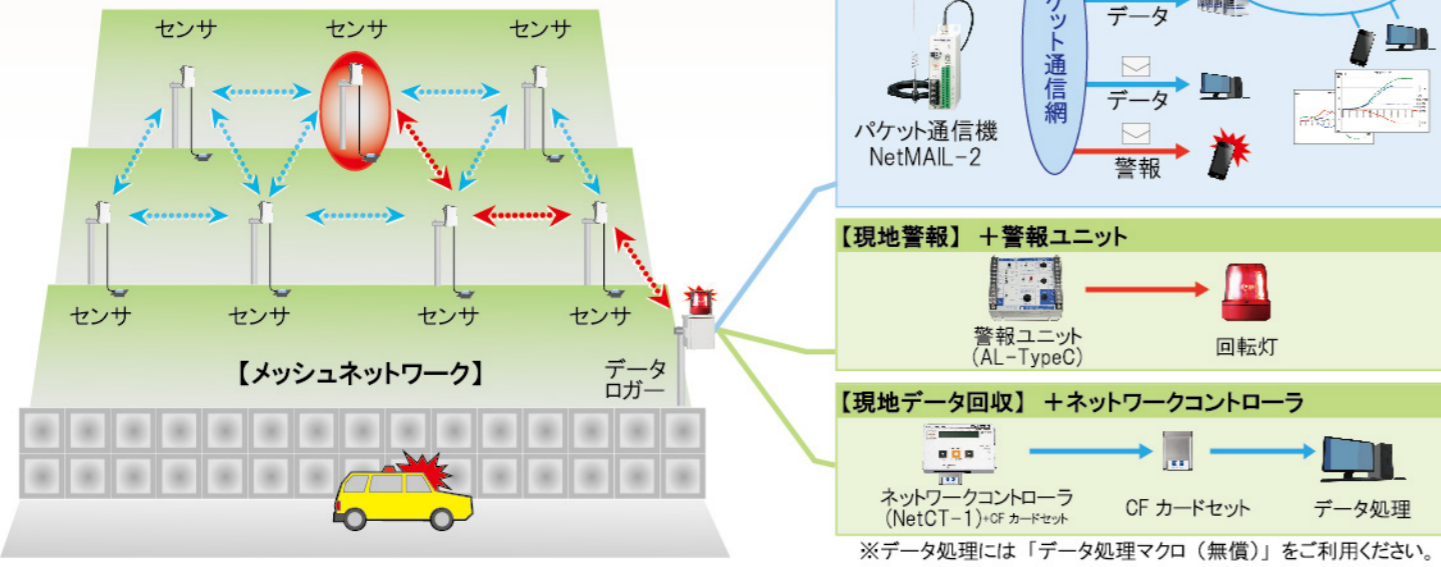 センサ
センサ
センサ
センサ
センサ
センサ
センサ
【メッシュネットワーク】
データ
ロガー
パケット通信機
NetMAIL-2
ケット通信網
データ
データ
警報
【現地警報】 +警報ユニット
警報ユニット
(AL-TypeC)
回転灯
【現地データ回収】 +ネットワークコントローラ
ネットワークコントローラ
(NetCT-1)+CF カードセット
CF カードセット
データ処理
※データ処理には「データ処理マクロ(無償)」をご利用ください。